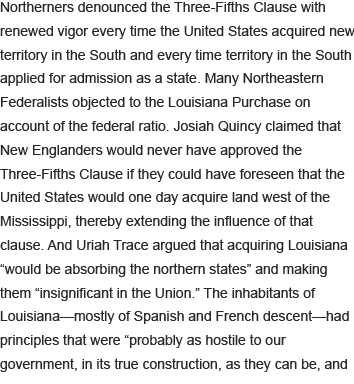 Northerners denounced the Three-Fifths Clause with
renewed vigor every time the United States acquired new
territory in the South and every time territory in the South
applied for admission as a state. Many Northeastern
Federalists objected to the Louisiana Purchase on
account of the federal ratio. Josiah Quincy claimed that
New Englanders would never have approved the
Three-Fifths Clause if they could have foreseen that the
United States would one day acquire land west of the
Mississippi, thereby extending the influence of that
clause. And Uriah Trace argued that acquiring Louisiana
“would be absorbing the northern states” and making
them “insignificant in the Union.” The inhabitants of
Louisiana—mostly of Spanish and French descent—had
principles that were “probably as hostile to our
government, in its true construction, as they can be, and